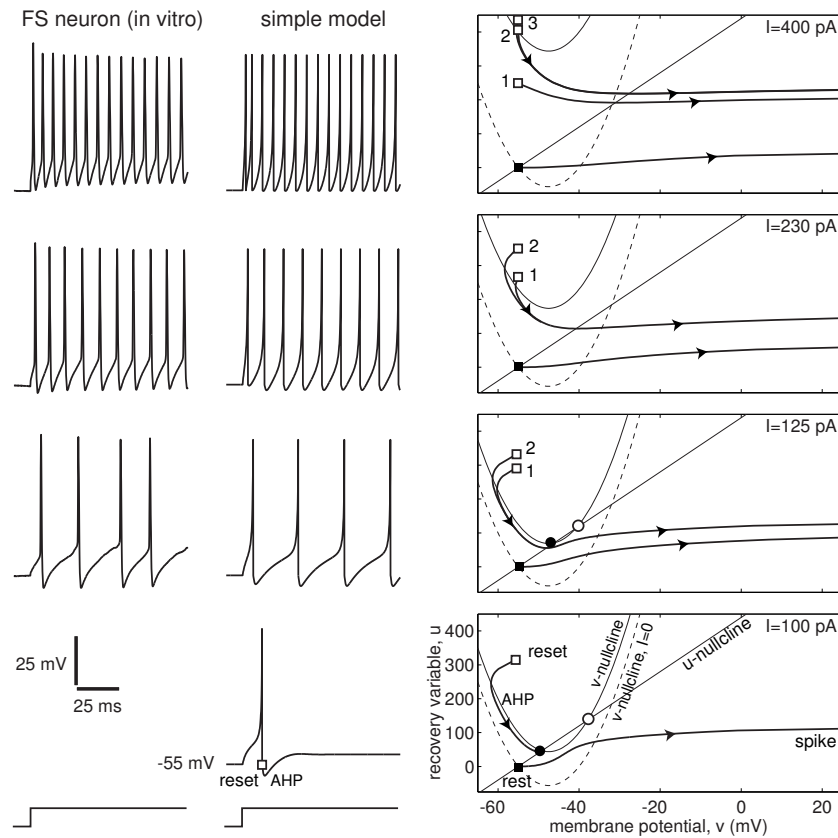 FS neuron (in vitro)
simple model
3
2
1
I=400 pA
2
1
I=230 pA
2
1
I=125 pA
25 mV
25 ms
-55 mV
reset
AHP
recovery variable, u
400
300
200
100
0
reset
AHP
rest
v-nullcline
v-nullcline, I=0
u-nullcline
I=100 pA
spike
-60
-40
-20
0
20
membrane potential, v (mV)